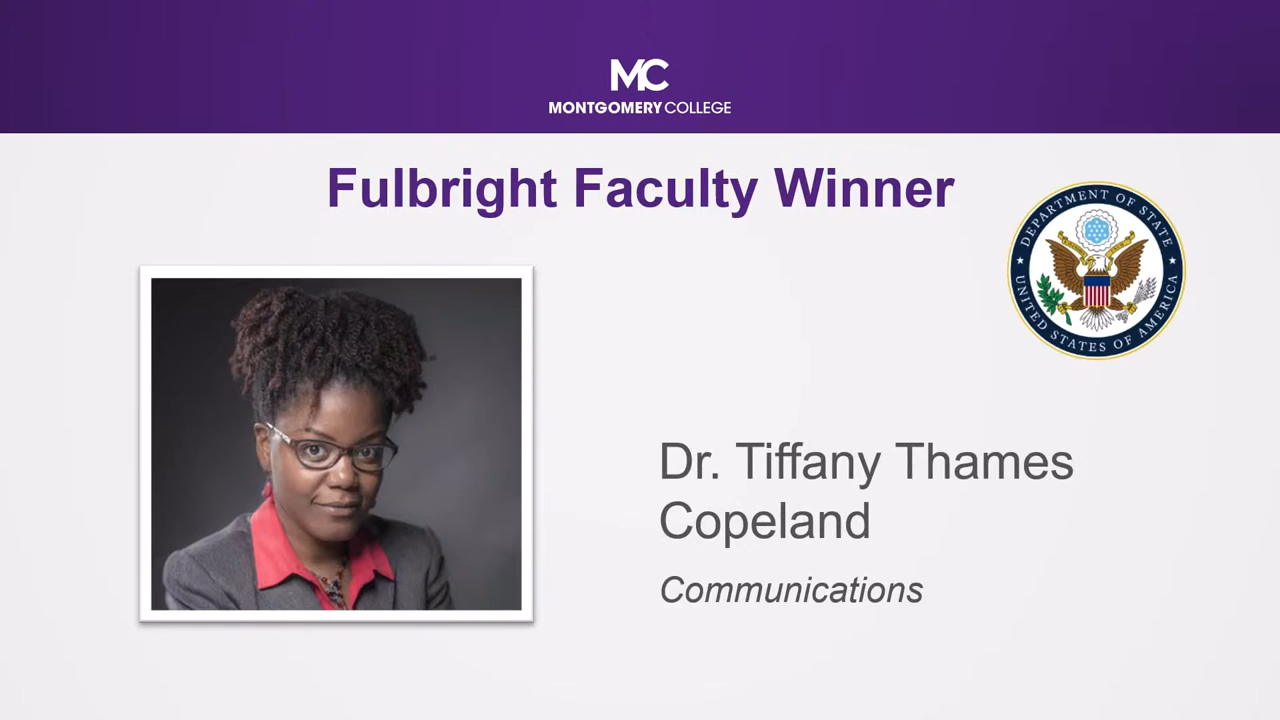 MC
MONTGOMERY COLLEGE
Fulbright Faculty Winner
DEPARTMENT OF STATE
UNITED STATES OF AMERICA
Dr. Tiffany Thames
Copeland
Communications